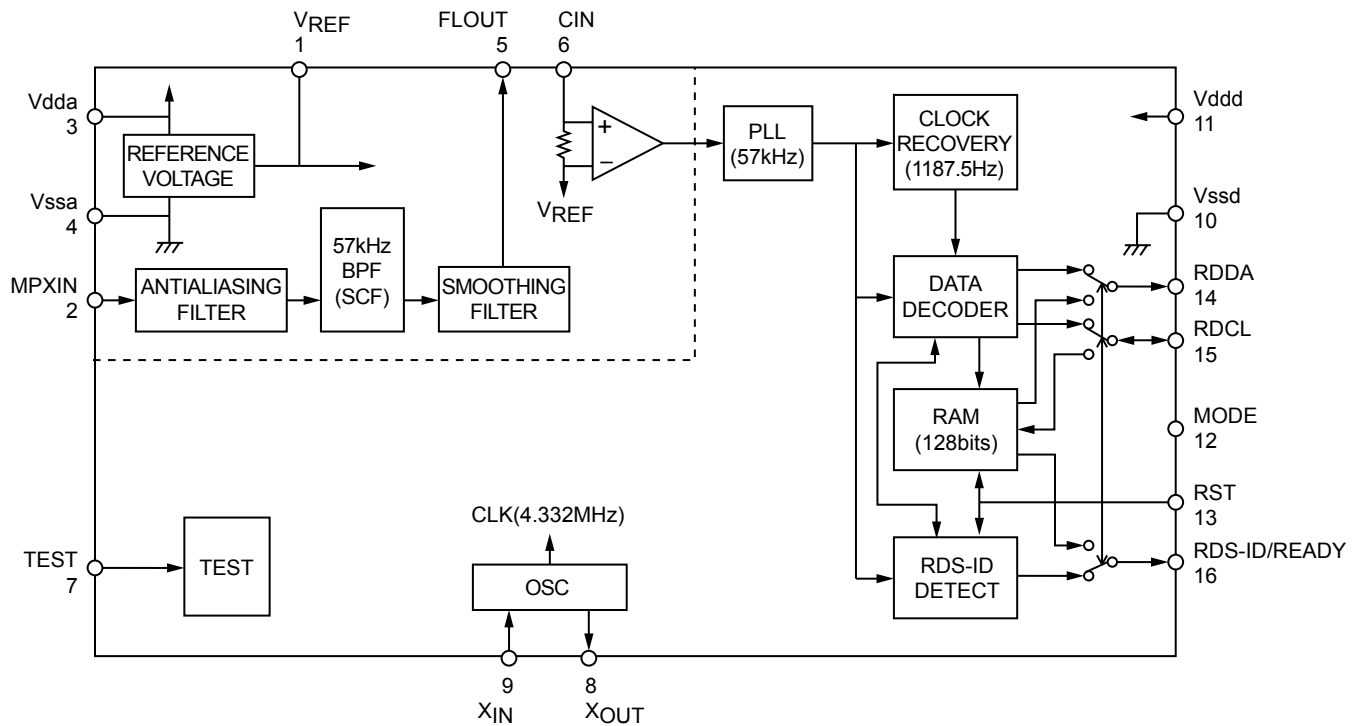 VREF
1
FLOUT
5
CIN
6
Vdda
3
REFERENCE
VOLTAGE
Vssa
4
+
−
VREF
PLL
(57kHz)
CLOCK
RECOVERY
(1187.5Hz)
Vddd
11
Vssd
10
MPXIN
2
ANTIALIASING
FILTER
57kHz
BPF
(SCF)
SMOOTHING
FILTER
DATA
DECODER
RDDA
14
RDCL
15
RAM
(128bits)
MODE
12
RST
13
TEST
7
TEST
CLK(4.332MHz)
OSC
RDS-ID
DETECT
RDS-ID/READY
16
9
XIN
8
XOUT